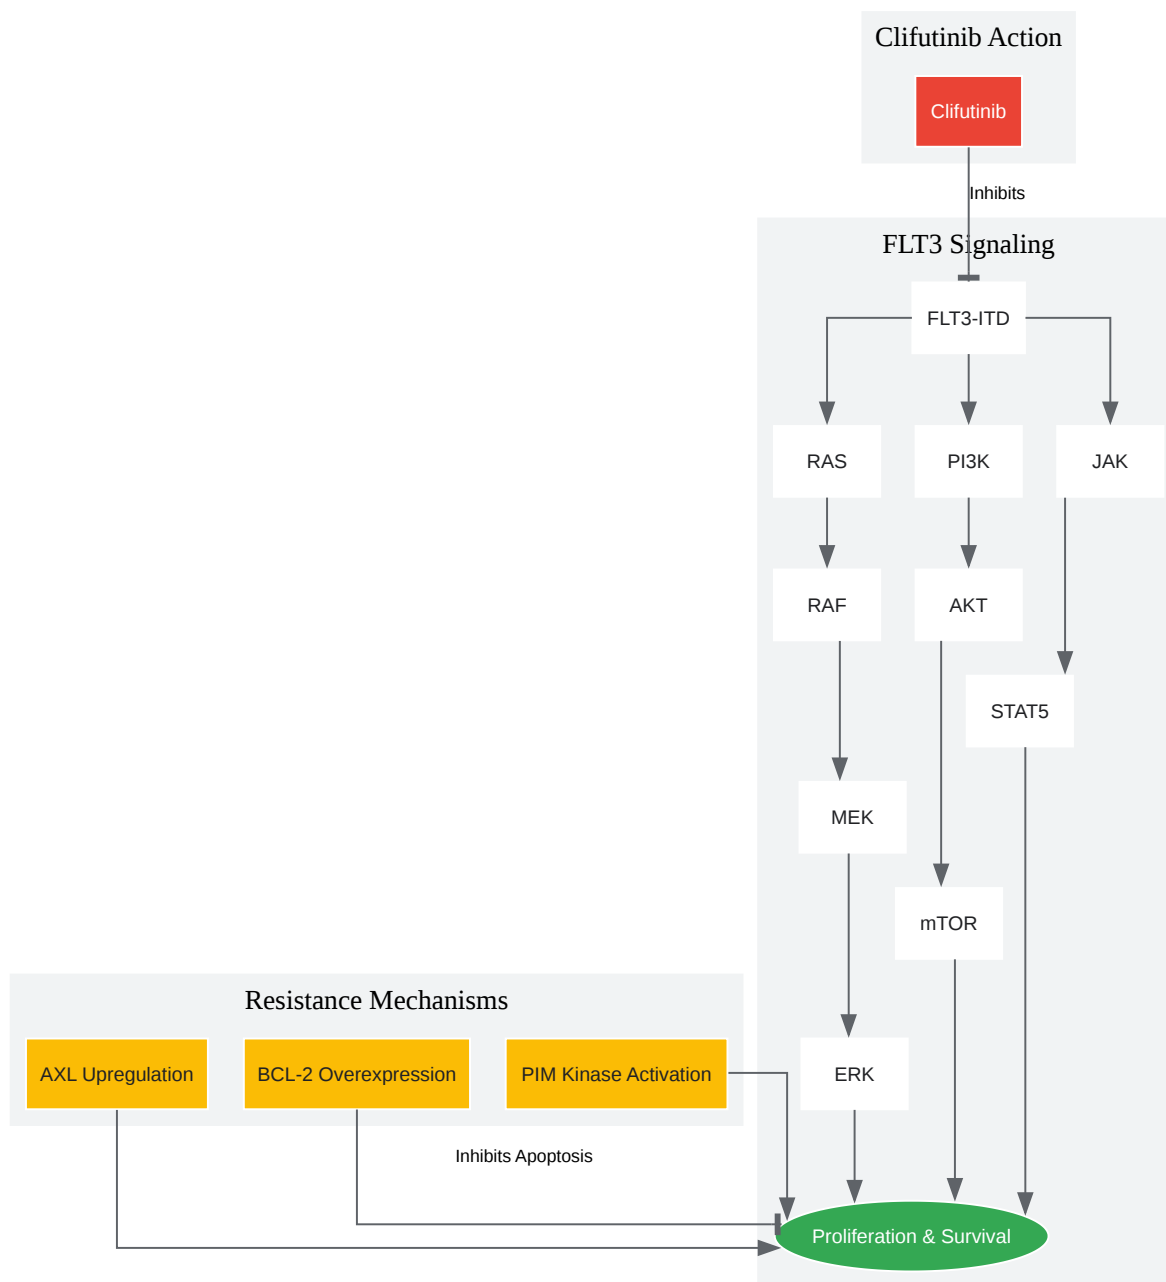 Clifutinib Action
Clifutinib
Inhibits
FLT3 Signaling
FLT3-ITD
RAS
PI3K
JAK
RAF
AKT
STAT5
MEK
mTOR
Resistance Mechanisms
AXL Upregulation
BCL-2 Overexpression
PIM Kinase Activation
ERK
Inhibits Apoptosis
Proliferation & Survival